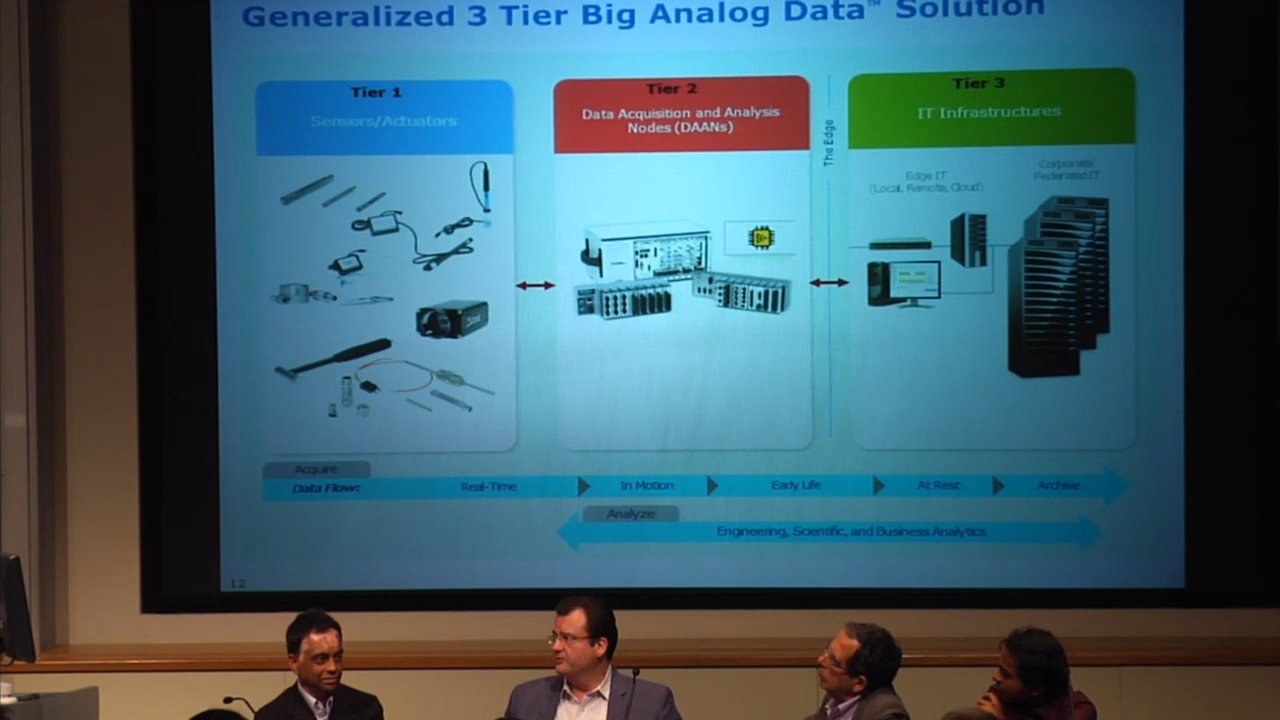 Generalized 3 Tier Big Analog Data™ Solution
Tier 1
Sensors/Actuators
Tier 2
Data Acquisition and Analysis
Nodes (DAANs)
The Edge
Tier 3
IT Infrastructures
Edge IT
(Local, Remote, Cloud)
Corporate/
Federated IT
Acquire
Data Flow:
Real-Time
In Motion
Early Life
At Rest
Archive
Analyze
Engineering, Scientific, and Business Analytics
12